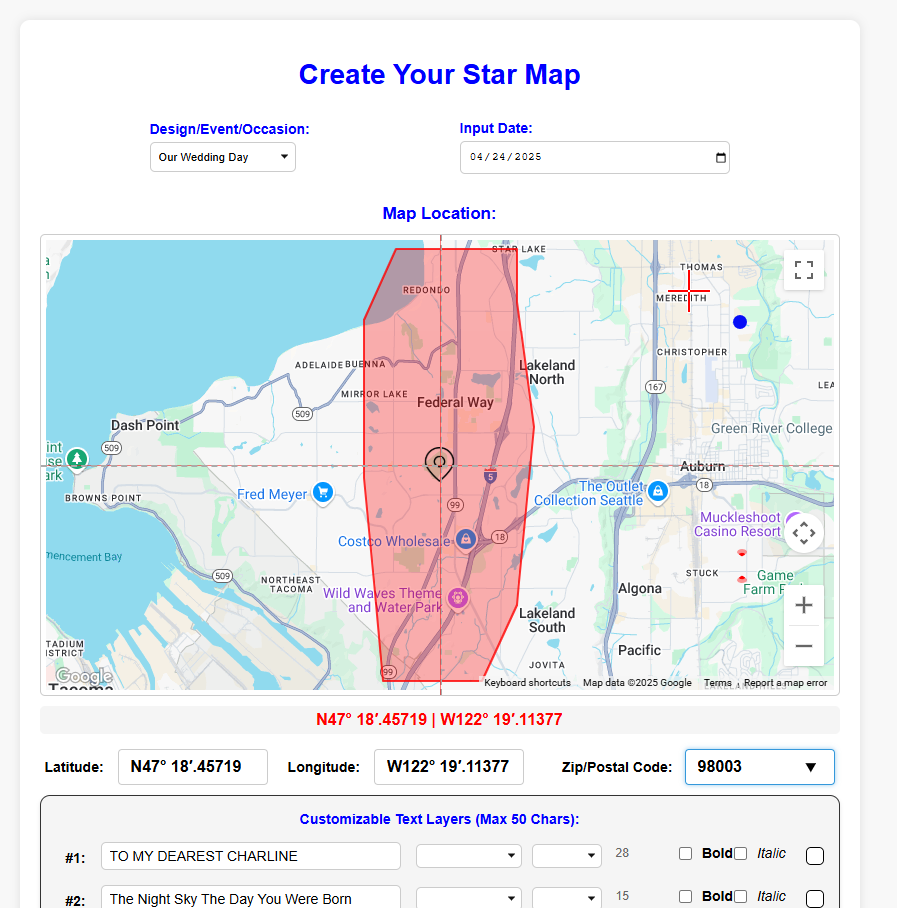 Create Your Star Map
Design/Event/Occasion:
Input Date:
Our Wedding Day
04/24/2025
Map Location:
STAR LAKE
THOMAS
REDONDO
MEREDITH
CHRISTOPHER
ADELAIDE
BUENNA
Lakeland
North
167
MIRROR LAKE
Federal Way
509
Dash Point
Green River College
509
Auburn
5
18
BROWNS POINT
Fred Meyer
The Outlet
Collection Seattle
99
Muckleshoot
Casino Resort
Costco Wholesale
18
mencement Bay
509
NORTHEAST
TACOMA
STUCK
Game
Farm
Algona
Wild Waves Theme
and Water Park
Lakeland
South
Pacific
JOVITA
99
Google
Tacoma
Keyboard shortcuts
Map data ©2025 Google
Terms
Report a map error
N47° 18′.45719 | W122° 19′.11377
Latitude:
N47° 18′.45719
Longitude:
W122° 19′.11377
Zip/Postal Code:
98003
Customizable Text Layers (Max 50 Chars):
#1:
TO MY DEAREST CHARLINE
28
Bold
Italic
#2:
The Night Sky The Day You Were Born
15
Bold
Italic